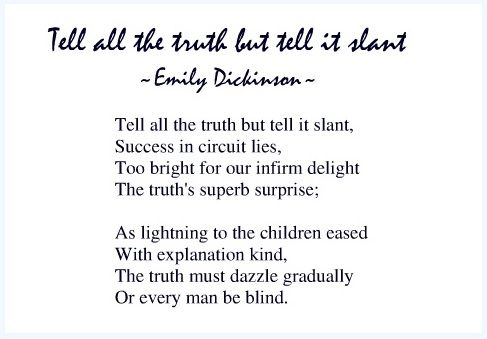 Tell all the truth but tell it slant
~Emily Dickinson~
Tell all the truth but tell it slant,
Success in circuit lies,
Too bright for our infirm delight
The truth's superb surprise;
As lightning to the children eased
With explanation kind,
The truth must dazzle gradually
Or every man be blind.